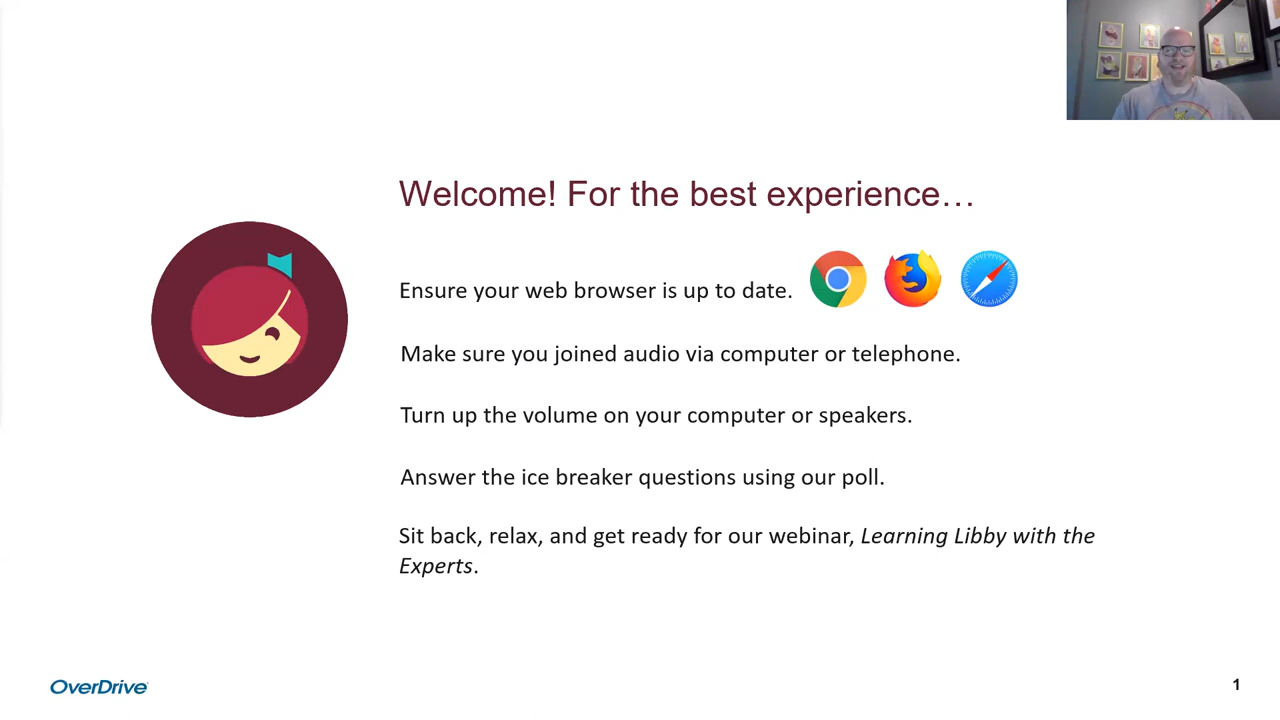 Welcome! For the best experience…
Ensure your web browser is up to date.
Make sure you joined audio via computer or telephone.
Turn up the volume on your computer or speakers.
Answer the ice breaker questions using our poll.
Sit back, relax, and get ready for our webinar, Learning Libby with the
Experts.
OverDrive
1